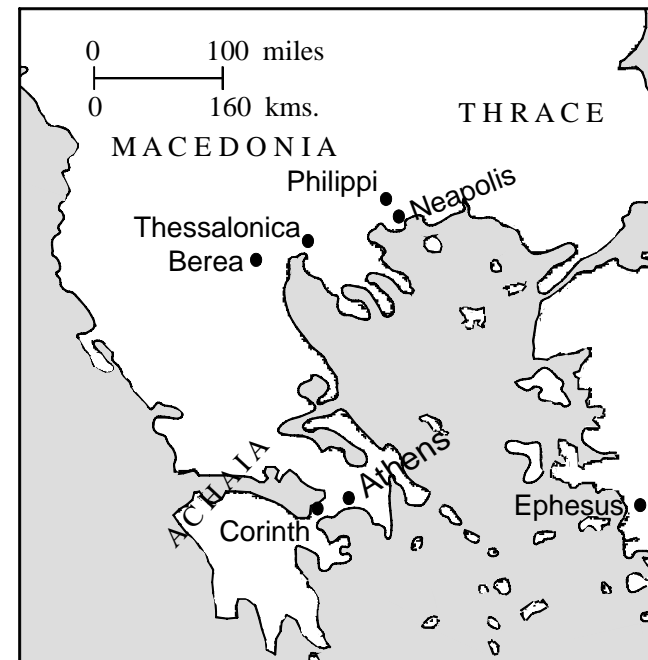 0 100 miles
0 160 kms.
THRACE
MACEDONIA
Philippi
Neapolis
Thessalonica
Berea
ACHAIA
Athens
Corinth
Ephesus